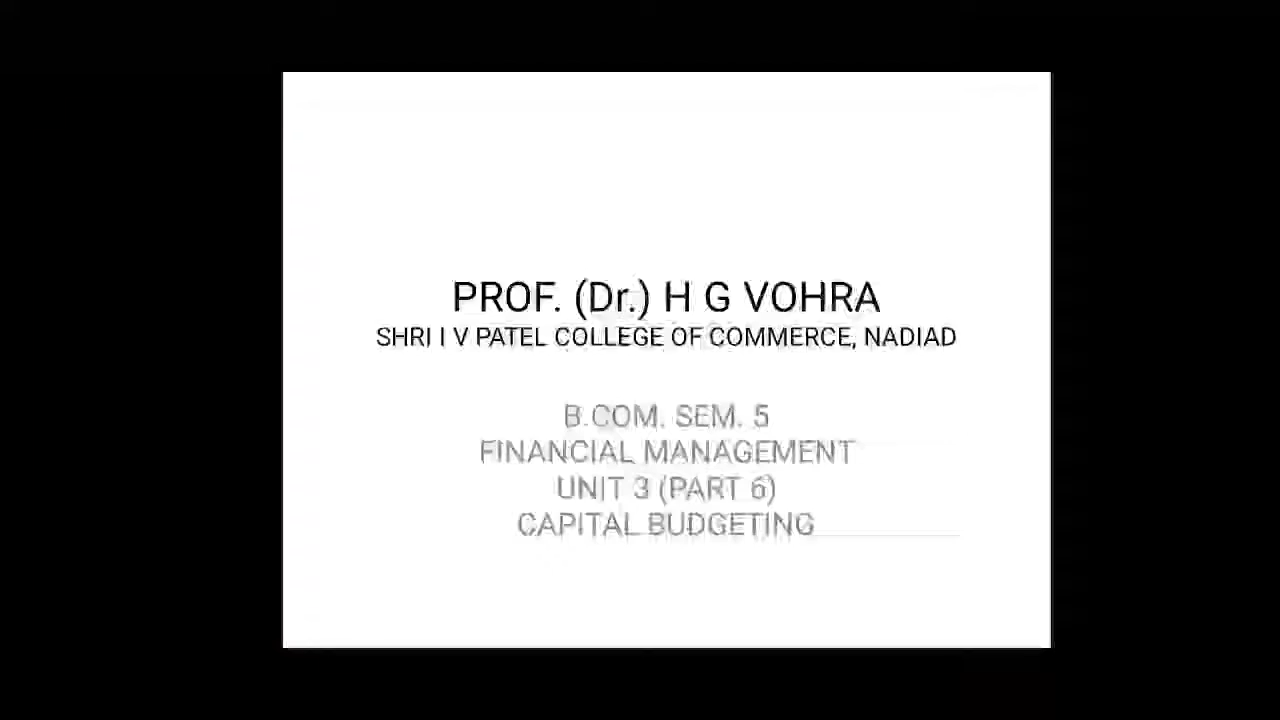 PROF. (Dr.) H G VOHRA
SHRI I V PATEL COLLEGE OF COMMERCE, NADIAD
B.COM. SEM. 5
FINANCIAL MANAGEMENT
UNIT 3 (PART 6)
CAPITAL BUDGETING